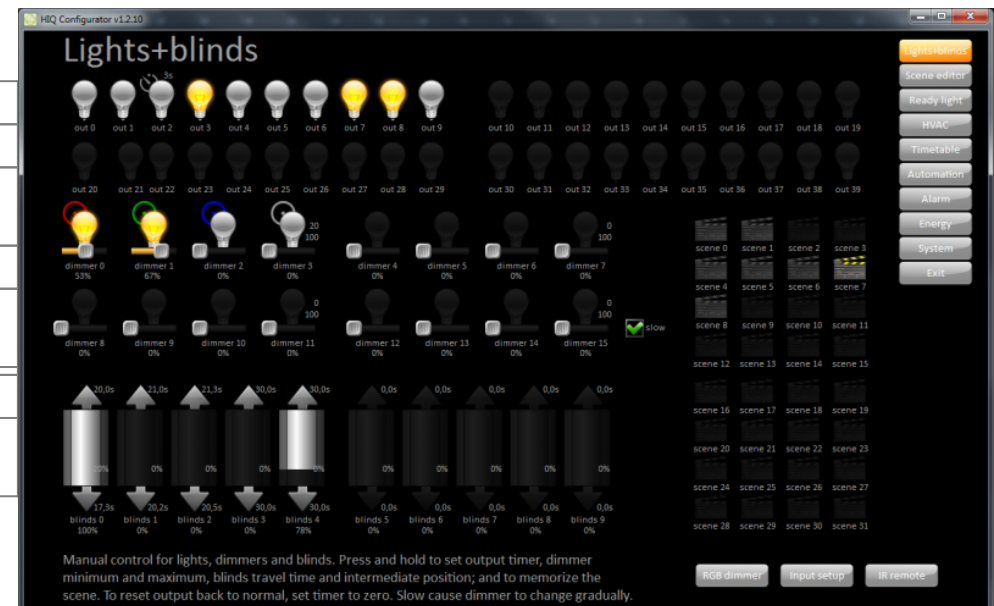 HIQ Configurator v1.2.10
Lights+blinds
3s
out 0 out 1 out 2 out 3 out 4 out 5 out 6 out 7 out 8 out 9 out 10 out 11 out 12 out 13 out 14 out 15 out 16 out 17 out 18 out 19
out 20 out 21 out 22 out 23 out 24 out 25 out 26 out 27 out 28 out 29 out 30 out 31 out 32 out 33 out 34 out 35 out 36 out 37 out 38 out 39
20 0
100 100
dimmer 0 dimmer 1 dimmer 2 dimmer 3 dimmer 4 dimmer 5 dimmer 6 dimmer 7
53% 67% 0% 0% 0% 0% 0% 0%
0 0
100 100
slow
dimmer 8 dimmer 9 dimmer 10 dimmer 11 dimmer 12 dimmer 13 dimmer 14 dimmer 15
0% 0% 0% 0% 0% 0% 0% 0%
20,0s 21,0s 21,3s 30,0s 30,0s 0,0s 0,0s 0,0s 0,0s
0% 0% 0% 0% 0% 0% 0% 0% 0%
17,3s 20,2s 20,5s 30,0s 30,0s 0,0s 0,0s 0,0s 0,0s
blinds 0 blinds 1 blinds 2 blinds 3 blinds 4 blinds 5 blinds 6 blinds 7 blinds 8 blinds 9
100% 0% 0% 0% 78% 0% 0% 0% 0% 0%
scene 0 scene 1 scene 2 scene 3
scene 4 scene 5 scene 6 scene 7
scene 8 scene 9 scene 10 scene 11
scene 12 scene 13 scene 14 scene 15
scene 16 scene 17 scene 18 scene 19
scene 20 scene 21 scene 22 scene 23
scene 24 scene 25 scene 26 scene 27
scene 28 scene 29 scene 30 scene 31
Lights+blinds
Scene editor
Ready light
HVAC
Timetable
Automation
Alarm
Energy
System
Exit
Manual control for lights, dimmers and blinds. Press and hold to set output timer, dimmer
minimum and maximum, blinds travel time and intermediate position; and to memorize the
scene. To reset output back to normal, set timer to zero. Slow cause dimmer to change gradually.
RGB dimmer Input setup IR remote